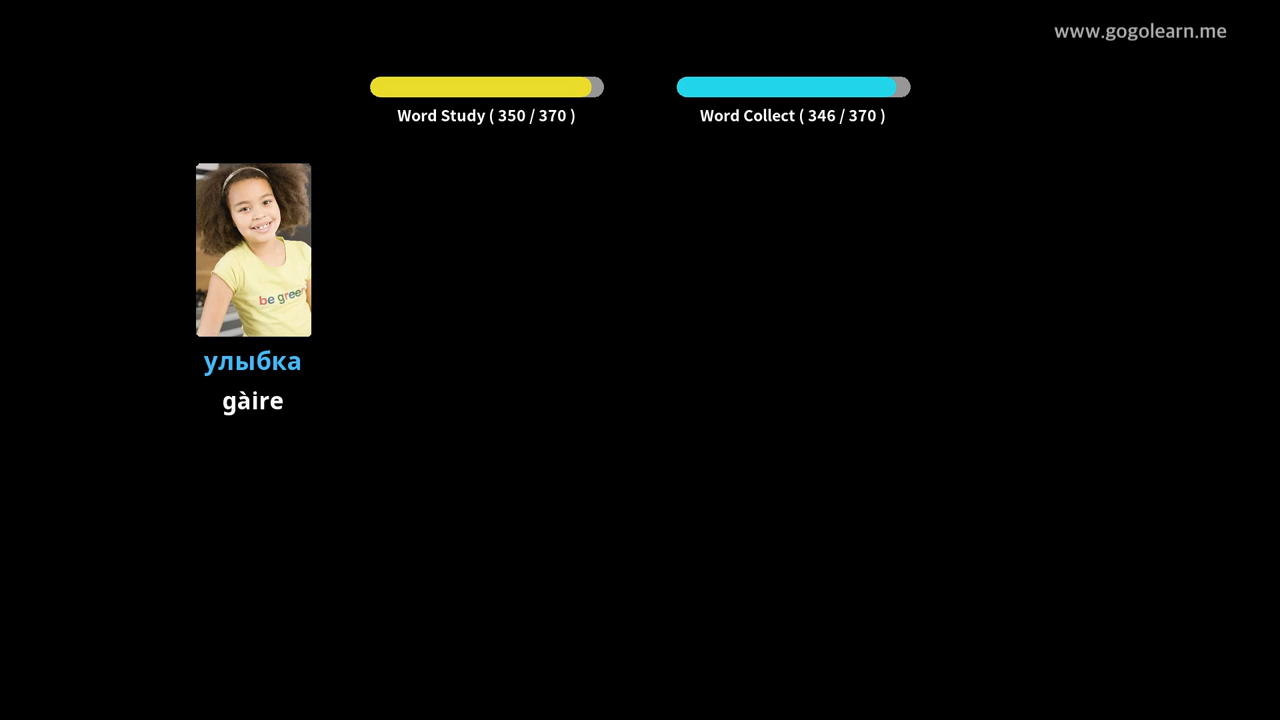 www.gogolearn.me
Word Study ( 350 / 370 )
Word Collect ( 346 / 370 )
be green
улыбка
gàire